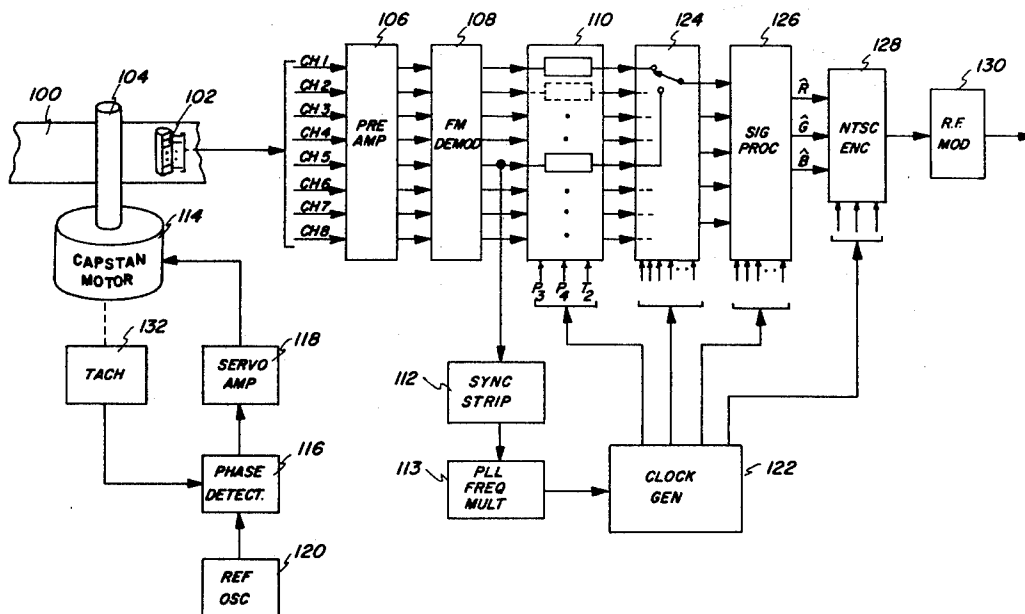 106
108
110
124
126
128
130
104
100
102
CH1
CH2
CH3
CH4
CH5
CH6
CH7
CH8
PRE
AMP
FM
DEMOD
SIG
PROC
R̂
Ĝ
B̂
NTSC
ENC
R.F.
MOD
114
CAPSTAN
MOTOR
P3
P4
T2
132
TACH
118
SERVO
AMP
112
SYNC
STRIP
116
PHASE
DETECT.
113
PLL
FREQ
MULT
CLOCK
GEN
122
120
REF
OSC